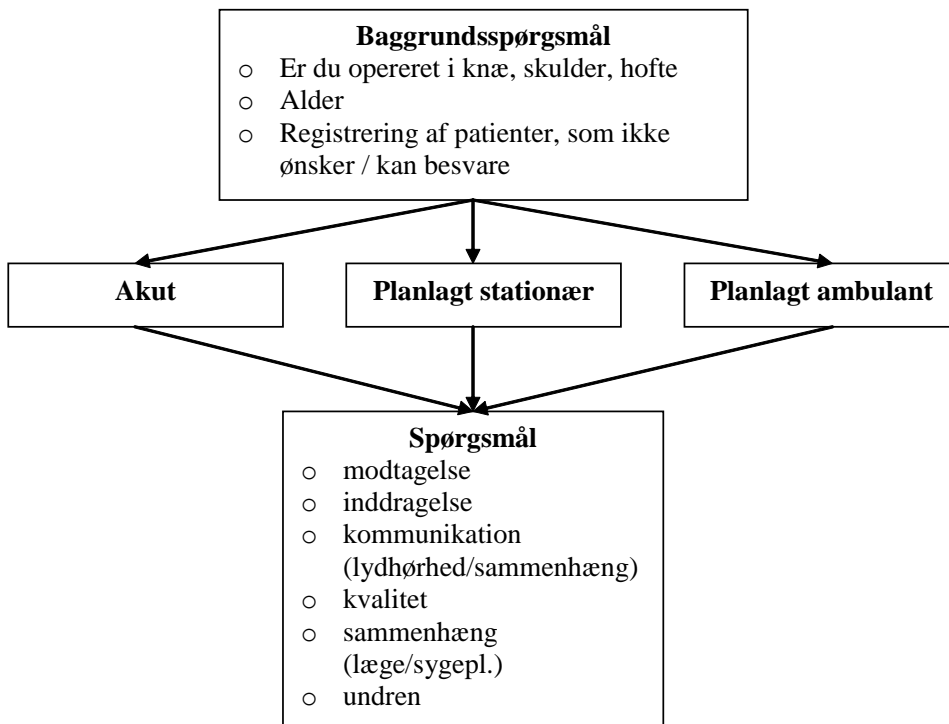 Baggrundsspørgsmål
o Er du opereret i knæ, skulder, hofte
o Alder
o Registrering af patienter, som ikke
ønsker / kan besvare
Akut
Planlagt stationær
Planlagt ambulant
Spørgsmål
o modtagelse
o inddragelse
o kommunikation
(lydhørhed/sammenhæng)
o kvalitet
o sammenhæng
(læge/sygepl.)
o undren